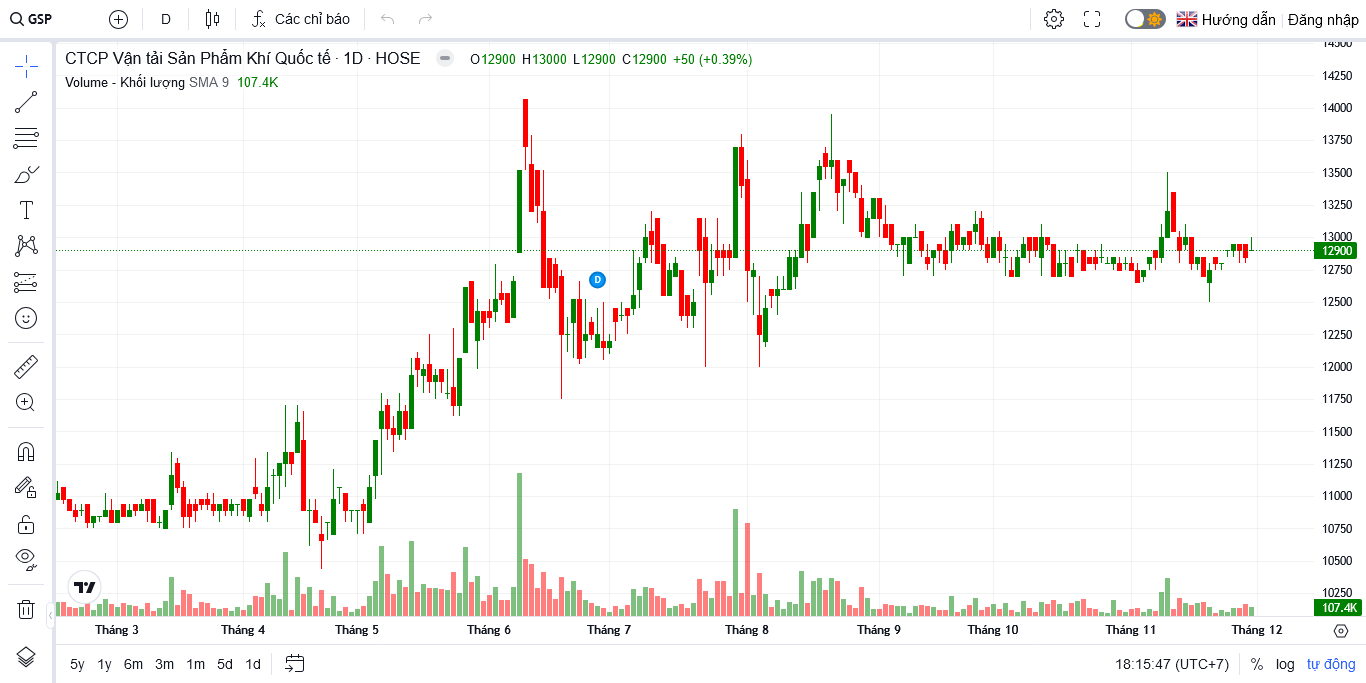 GSP
D
Các chỉ báo
Hướng dẫn
Đăng nhập
CTCP Vận tải Sản Phẩm Khí Quốc tế · 1D · HOSE
O12900 H13000 L12900 C12900 +50 (+0.39%)
Volume - Khối lượng SMA 9 107.4K
14500
14250
14000
13750
13500
13250
13000
12900
12750
12500
12250
12000
11750
11500
11250
11000
10750
10500
10250
107.4K
D
Tháng 3 Tháng 4 Tháng 5 Tháng 6 Tháng 7 Tháng 8 Tháng 9 Tháng 10 Tháng 11 Tháng 12
5y 1y 6m 3m 1m 5d 1d
18:15:47 (UTC+7) % log tự động